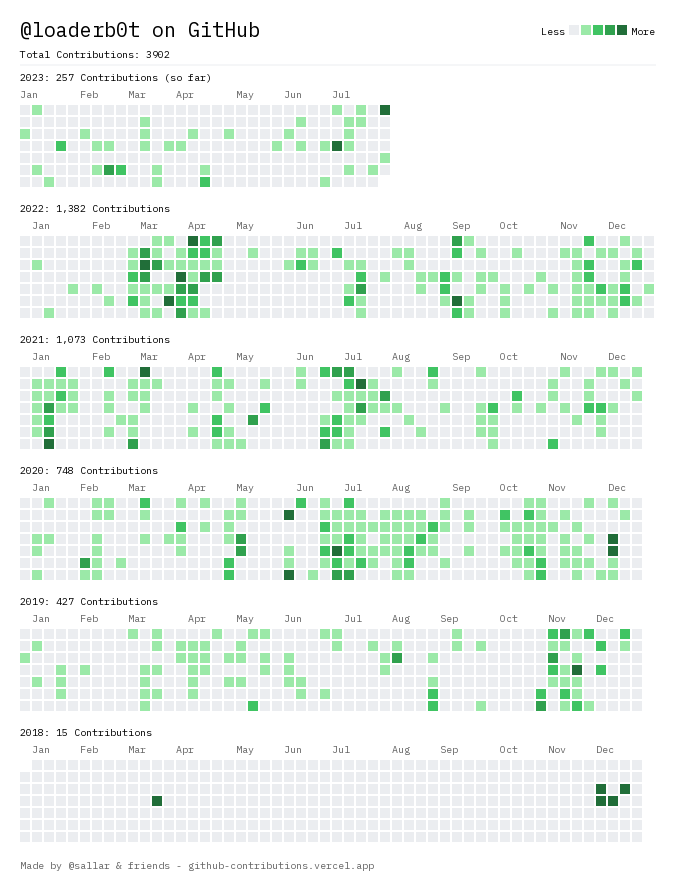 @loaderb0t on GitHub
Less More
Total Contributions: 3902
2023: 257 Contributions (so far)
Jan Feb Mar Apr May Jun Jul
2022: 1,382 Contributions
Jan Feb Mar Apr May Jun Jul Aug Sep Oct Nov Dec
2021: 1,073 Contributions
Jan Feb Mar Apr May Jun Jul Aug Sep Oct Nov Dec
2020: 748 Contributions
Jan Feb Mar Apr May Jun Jul Aug Sep Oct Nov Dec
2019: 427 Contributions
Jan Feb Mar Apr May Jun Jul Aug Sep Oct Nov Dec
2018: 15 Contributions
Jan Feb Mar Apr May Jun Jul Aug Sep Oct Nov Dec
Made by @sallar & friends - github-contributions.vercel.app